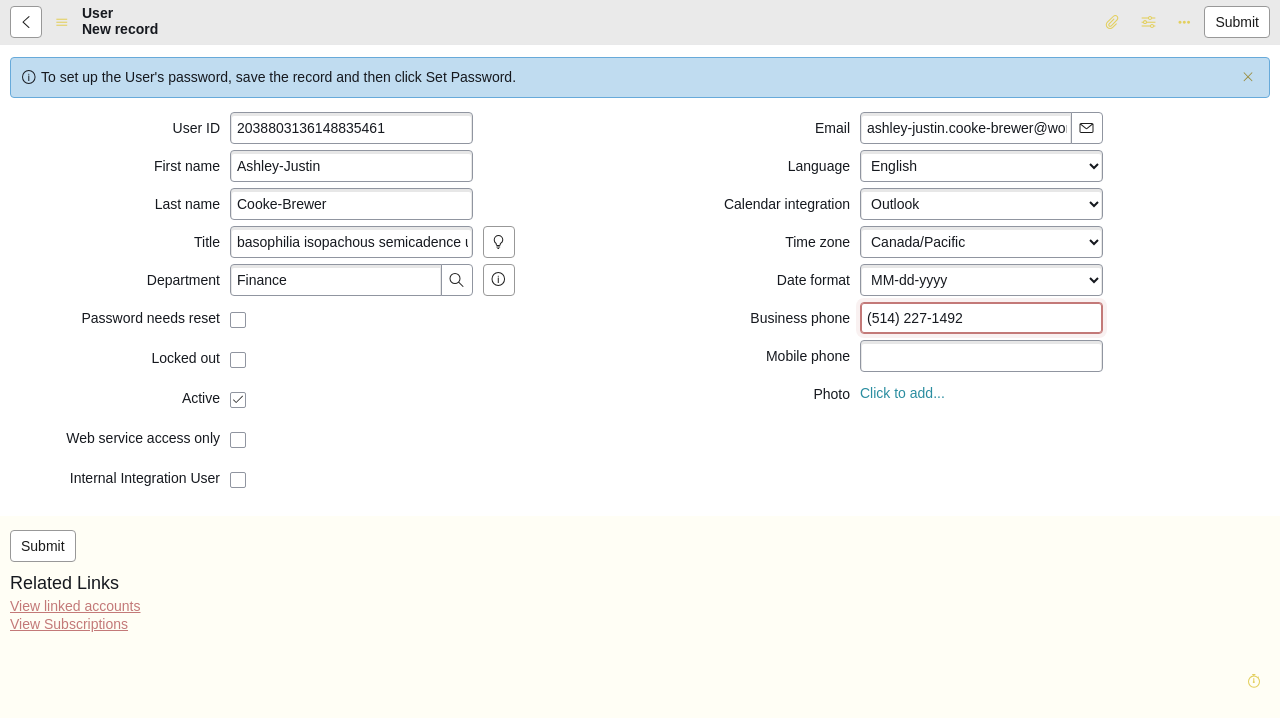 User
New record
Submit
To set up the User's password, save the record and then click Set Password.
User ID
2038803136148835461
First name
Ashley-Justin
Last name
Cooke-Brewer
Title
basophilia isopachous semicadence
Department
Finance
Password needs reset
Locked out
Active
Web service access only
Internal Integration User
Email
ashley-justin.cooke-brewer@wo
Language
English
Calendar integration
Outlook
Time zone
Canada/Pacific
Date format
MM-dd-yyyy
Business phone
(514) 227-1492
Mobile phone
Photo
Click to add...
Submit
Related Links
View linked accounts
View Subscriptions